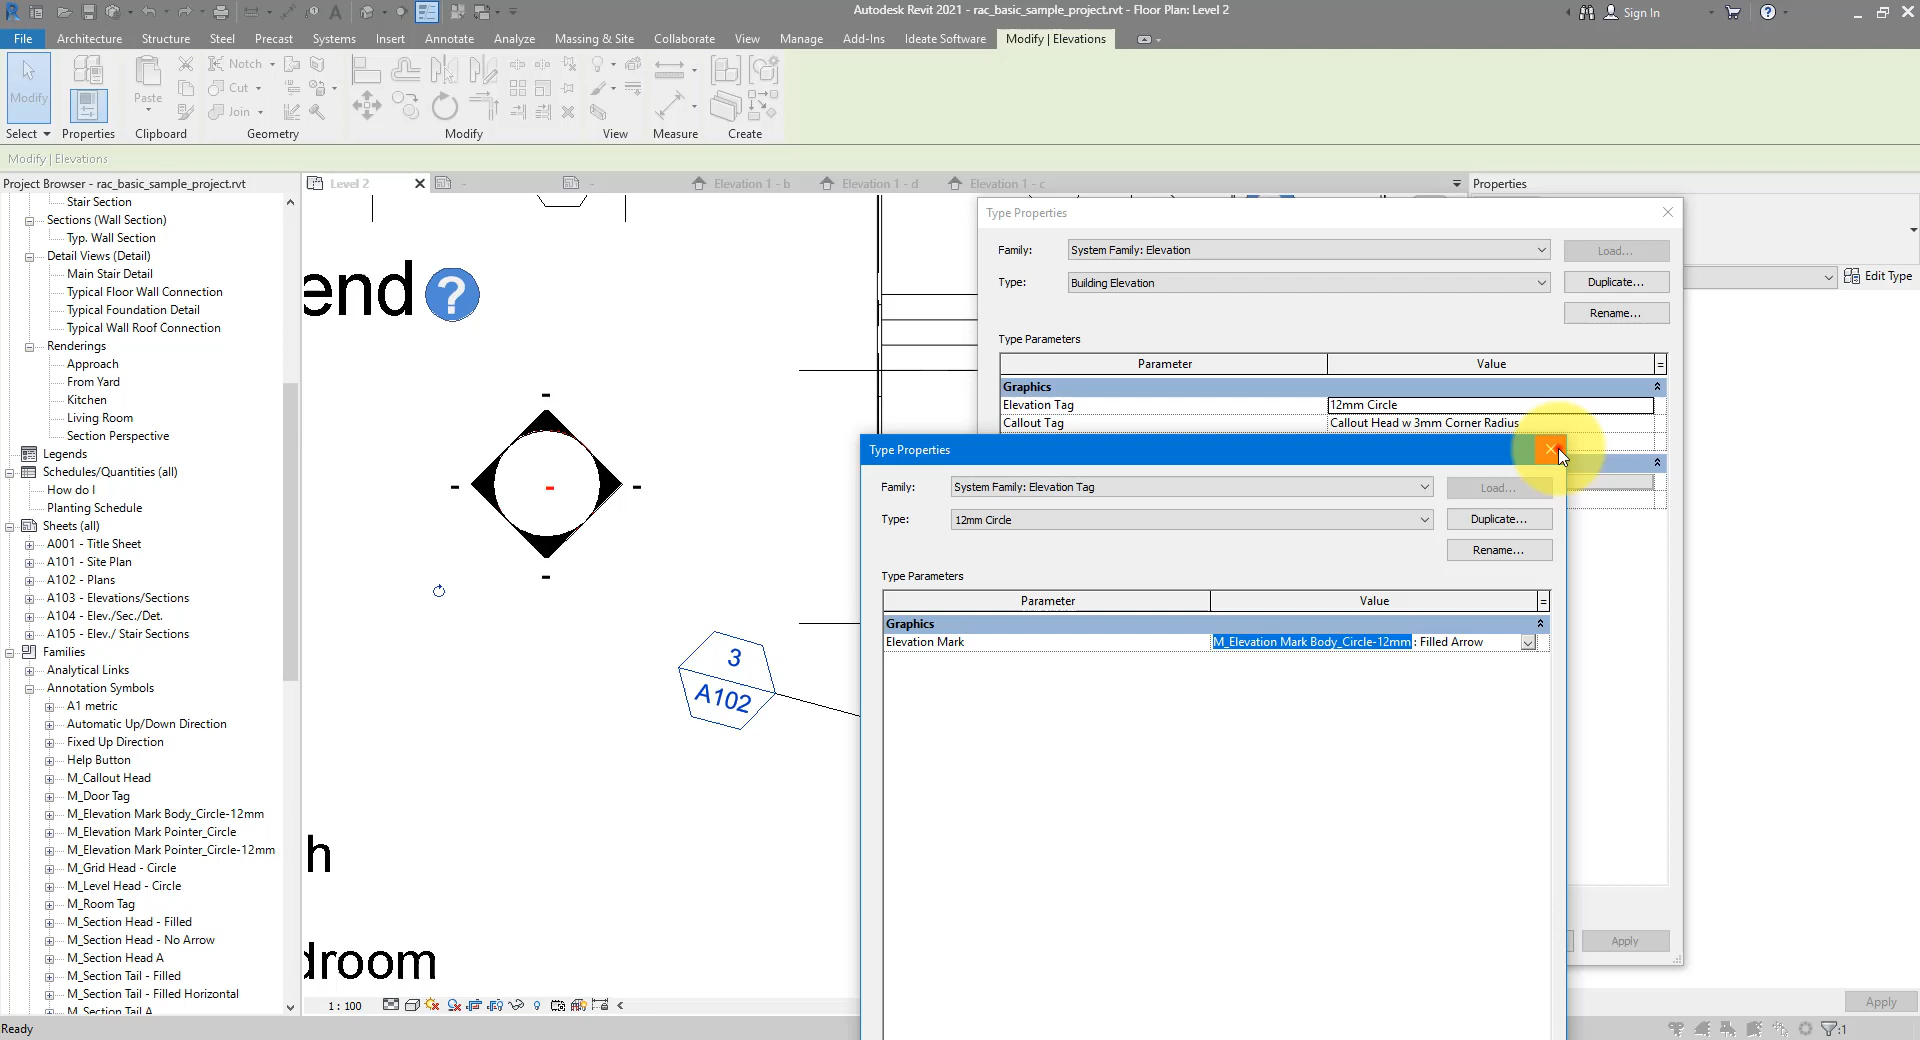 Autodesk Revit 2021 - rac_basic_sample_project.rvt - Floor Plan: Level 2
Sign In
File Architecture Structure Steel Precast Systems Insert Annotate Analyze Massing & Site Collaborate View Manage Add-Ins Ideate Software Modify | Elevations
Modify
Paste
Notch
Cut
Join
Select Properties Clipboard Geometry Modify View Measure Create
Modify | Elevations
Project Browser - rac_basic_sample_project.rvt
Stair Section
Sections (Wall Section)
Typ. Wall Section
Detail Views (Detail)
Main Stair Detail
Typical Floor Wall Connection
Typical Foundation Detail
Typical Wall Roof Connection
Renderings
Approach
From Yard
Kitchen
Living Room
Section Perspective
Legends
Schedules/Quantities (all)
How do I
Planting Schedule
Sheets (all)
A001 - Title Sheet
A101 - Site Plan
A102 - Plans
A103 - Elevations/Sections
A104 - Elev./Sec./Det.
A105 - Elev./ Stair Sections
Families
Analytical Links
Annotation Symbols
A1 metric
Automatic Up/Down Direction
Fixed Up Direction
Help Button
M_Callout Head
M_Door Tag
M_Elevation Mark Body_Circle-12mm
M_Elevation Mark Pointer_Circle
M_Elevation Mark Pointer_Circle-12mm
M_Grid Head - Circle
M_Level Head - Circle
M_Room Tag
M_Section Head - Filled
M_Section Head - No Arrow
M_Section Head A
M_Section Tail - Filled
M_Section Tail - Filled Horizontal
M_Section Tail A
Ready
Level 2 - - Elevation 1 - b Elevation 1 - d Elevation 1 - c
end ?
3
A102
h
droom
1 : 100
Properties
Edit Type
Type Properties
Family: System Family: Elevation Load...
Type: Building Elevation Duplicate...
Rename...
Type Parameters
Parameter Value =
Graphics
Elevation Tag 12mm Circle
Callout Tag Callout Head w 3mm Corner Radius
Type Properties
Family: System Family: Elevation Tag Load...
Type: 12mm Circle Duplicate...
Rename...
Type Parameters
Parameter Value =
Graphics
Elevation Mark M_Elevation Mark Body_Circle-12mm : Filled Arrow
Apply
Apply
:1